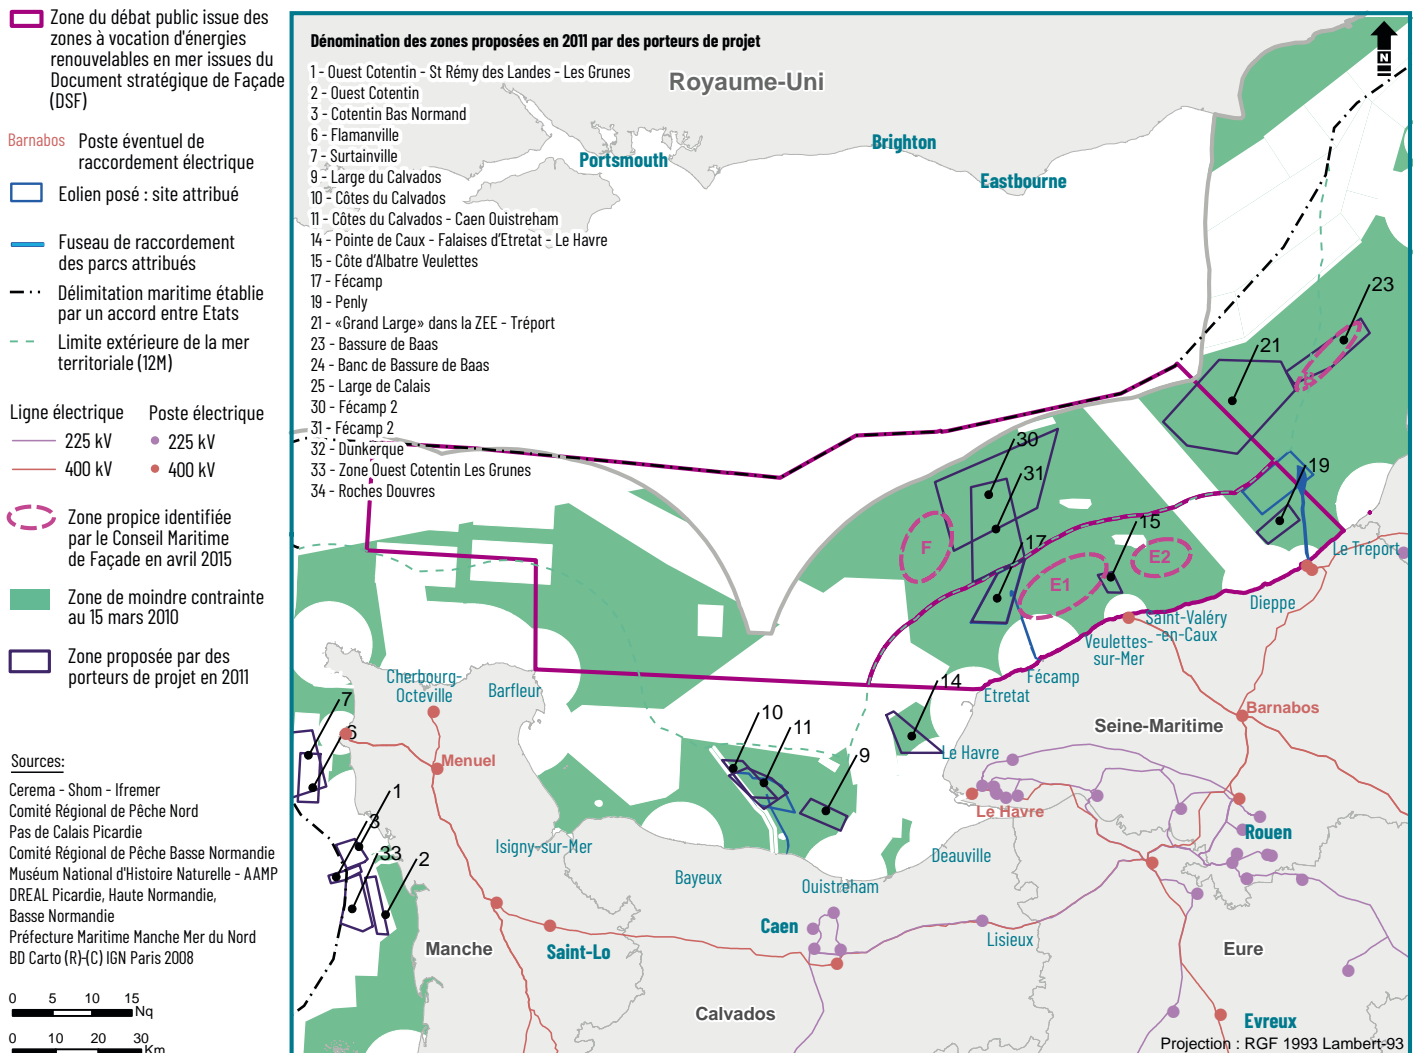 Zone du débat public issue des
zones à vocation d'énergies
renouvelables en mer issues du
Document stratégique de Façade
(DSF)
Barnabos
Poste éventuel de
raccordement électrique
Eolien posé : site attribué
Fuseau de raccordement
des parcs attribués
Délimitation maritime établie
par un accord entre Etats
Limite extérieure de la mer
territoriale (12M)
Ligne électrique
Poste électrique
225 kV
225 kV
400 kV
400 kV
Zone propice identifiée
par le Conseil Maritime
de Façade en avril 2015
Zone de moindre contrainte
au 15 mars 2010
Zone proposée par des
porteurs de projet en 2011
Sources:
Cerema - Shom - Ifremer
Comité Régional de Pêche Nord
Pas de Calais Picardie
Comité Régional de Pêche Basse Normandie
Muséum National d'Histoire Naturelle - AAMP
DREAL Picardie, Haute Normandie,
Basse Normandie
Préfecture Maritime Manche Mer du Nord
BD Carto (R)-(C) IGN Paris 2008
0 5 10 15
Nq
0 10 20 30
Km
Dénomination des zones proposées en 2011 par des porteurs de projet
1 - Ouest Cotentin - St Rémy des Landes - Les Grunes
2 - Ouest Cotentin
3 - Cotentin Bas Normand
6 - Flamanville
7 - Surtainville
9 - Large du Calvados
10 - Côtes du Calvados
11 - Côtes du Calvados - Caen Ouistreham
14 - Pointe de Caux - Falaises d'Etretat - Le Havre
15 - Côte d'Albatre Veulettes
17 - Fécamp
19 - Penly
21 - «Grand Large» dans la ZEE - Tréport
23 - Bassure de Baas
24 - Banc de Bassure de Baas
25 - Large de Calais
30 - Fécamp 2
31 - Fécamp 2
32 - Dunkerque
33 - Zone Ouest Cotentin Les Grunes
34 - Roches Douvres
Royaume-Uni
N
Portsmouth
Brighton
Eastbourne
23
21
30
31
19
15
17
F
E1
E2
Le Tréport
Dieppe
Saint-Valéry
-en-Caux
Veulettes-
sur-Mer
Fécamp
Etretat
Cherbourg-
Octeville
Barfleur
14
7
6
10
11
9
Seine-Maritime
Barnabos
Le Havre
Menuel
1
3
33
2
Le Havre
Rouen
Isigny-sur-Mer
Deauville
Bayeux
Ouistreham
Caen
Lisieux
Manche
Saint-Lo
Eure
Calvados
Evreux
Projection : RGF 1993 Lambert-93